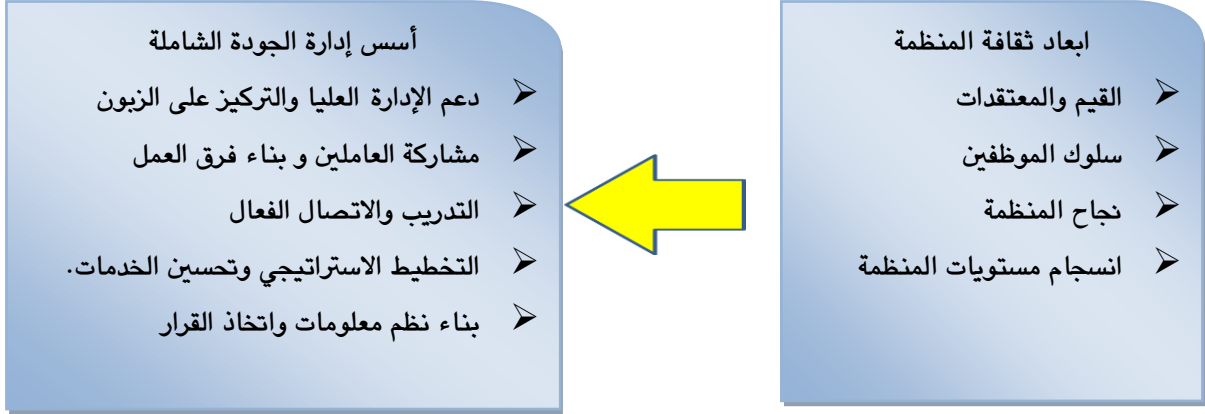 ابعاد ثقافة المنظمة
القيم والمعتقدات
سلوك الموظفين
نجاح المنظمة
انسجام مستويات المنظمة
أسس إدارة الجودة الشاملة
دعم الإدارة العليا والتركيز على الزبون
مشاركة العاملين و بناء فرق العمل
التدريب والاتصال الفعال
التخطيط الاستراتيجي وتحسين الخدمات.
بناء نظم معلومات واتخاذ القرار